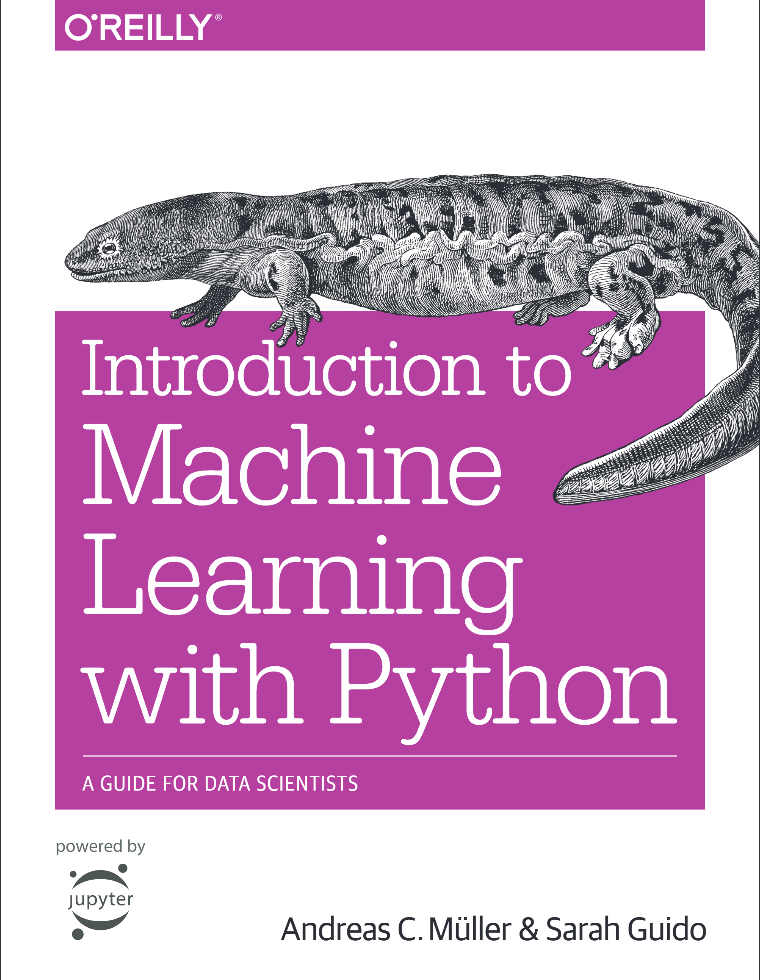 O'REILLY®
Introduction to
Machine
Learning
with Python
A GUIDE FOR DATA SCIENTISTS
powered by
jupyter
Andreas C. Müller & Sarah Guido